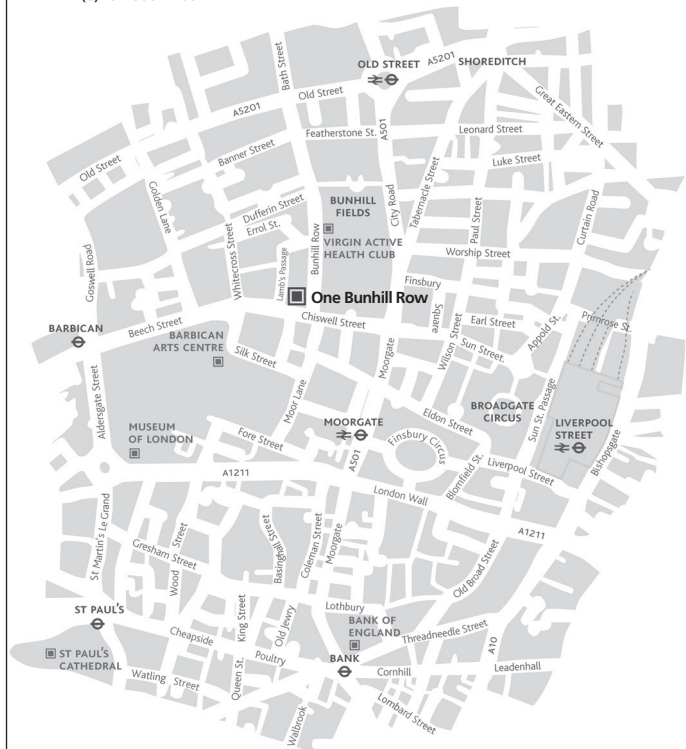 OLD STREET
A5201
SHOREDITCH
Bath Street
Old Street
A5201
Great Eastern Street
Featherstone St.
A501
Leonard Street
Banner Street
Luke Street
Old Street
Golden Lane
Tabernacle Street
City Road
BUNHILL
FIELDS
Dufferin Street
Errol St.
Paul Street
Curtain Road
VIRGIN ACTIVE
HEALTH CLUB
Whitecross Street
Lamb's Passage
Bunhill Row
Worship Street
Goswell Road
Finsbury
Square
One Bunhill Row
Chiswell Street
Earl Street
Appold St.
Primrose St.
BARBICAN
Beech Street
BARBICAN
ARTS CENTRE
Silk Street
Moorgate
Wilson Street
Sun Street
Aldersgate Street
Moor Lane
BROADGATE
CIRCUS
Sun St. Passage
Eldon Street
MUSEUM
OF LONDON
Fore Street
MOORGATE
Finsbury Circus
LIVERPOOL
STREET
Bishopsgate
A501
A1211
Blomfield St.
Liverpool Street
London Wall
St Martin's Le Grand
A1211
Gresham Street
Wood Street
Basinghall Street
Coleman Street
Moorgate
Old Broad Street
ST PAUL'S
King Street
Old Jewry
Lothbury
BANK OF
ENGLAND
Threadneedle Street
A10
Cheapside
Poultry
ST PAUL'S
CATHEDRAL
Watling Street
Queen St.
BANK
Cornhill
Leadenhall
Walbrook
Lombard Street